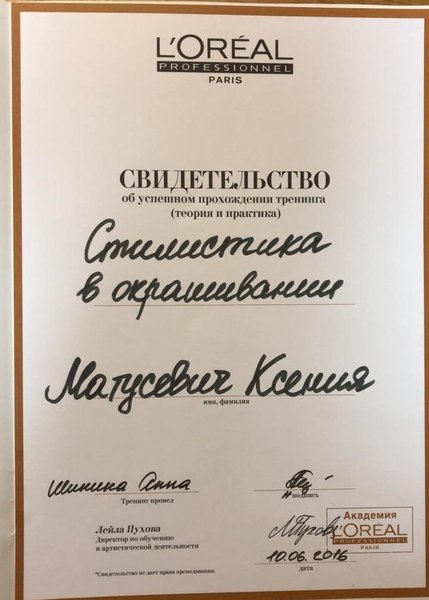 L'ORÉAL
PROFESSIONNEL
PARIS
СВИДЕТЕЛЬСТВО
об успешном прохождении тренинга
(теория и практика)
Стилистика
в окрашивании
Матусевич Ксения
имя, фамилия
Шинина Анна
Тренинг провел
подпись
Лейла Пухова
Директор по обучению
и артистической деятельности
ЛПухова
Академия
L'ORÉAL
PROFESSIONNEL
PARIS
10.06.2016
дата
*Свидетельство не дает права преподавания.